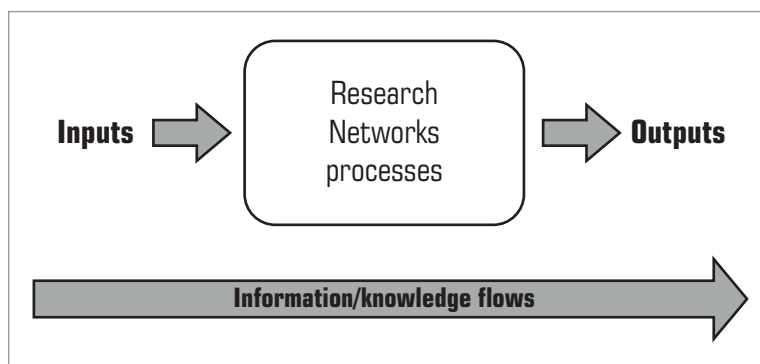 Inputs
Research
Networks
processes
Outputs
Information/knowledge flows